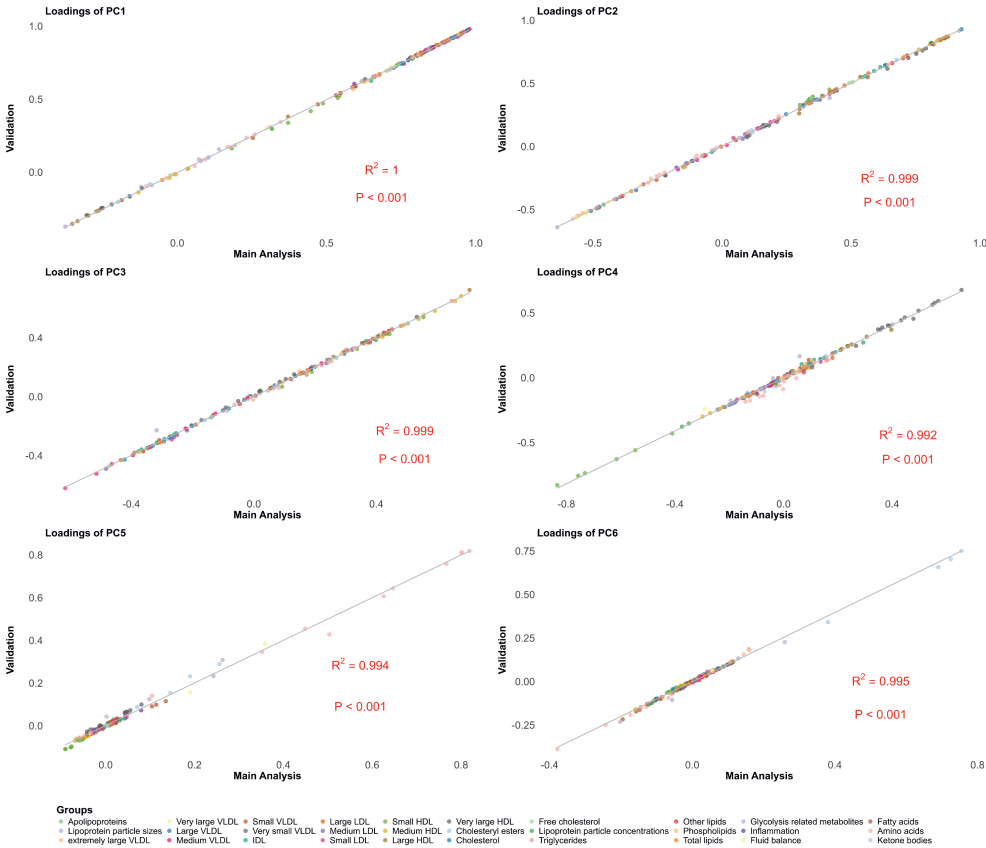 Loadings of PC1
Validation
1.0
0.5
0.0
R² = 1
P < 0.001
0.0 0.5 1.0
Main Analysis
Loadings of PC2
Validation
1.0
0.5
0.0
-0.5
R² = 0.999
P < 0.001
-0.5 0.0 0.5 1.0
Main Analysis
Loadings of PC3
Validation
0.4
0.0
-0.4
R² = 0.999
P < 0.001
-0.4 0.0 0.4
Main Analysis
Loadings of PC4
Validation
0.5
0.0
-0.5
R² = 0.992
P < 0.001
-0.8 -0.4 0.0 0.4
Main Analysis
Loadings of PC5
Validation
0.8
0.6
0.4
0.2
0.0
R² = 0.994
P < 0.001
0.0 0.2 0.4 0.6 0.8
Main Analysis
Loadings of PC6
Validation
0.75
0.50
0.25
0.00
-0.25
R² = 0.995
P < 0.001
-0.4 0.0 0.4 0.8
Main Analysis
Groups
Apolipoproteins Very large VLDL Small VLDL Large LDL Small HDL Very large HDL Free cholesterol Other lipids Glycolysis related metabolites Fatty acids
Lipoprotein particle sizes Large VLDL Very small VLDL Medium LDL Medium HDL Cholesteryl esters Lipoprotein particle concentrations Phospholipids Inflammation Amino acids
extremely large VLDL Medium VLDL IDL Small LDL Large HDL Cholesterol Triglycerides Total lipids Fluid balance Ketone bodies